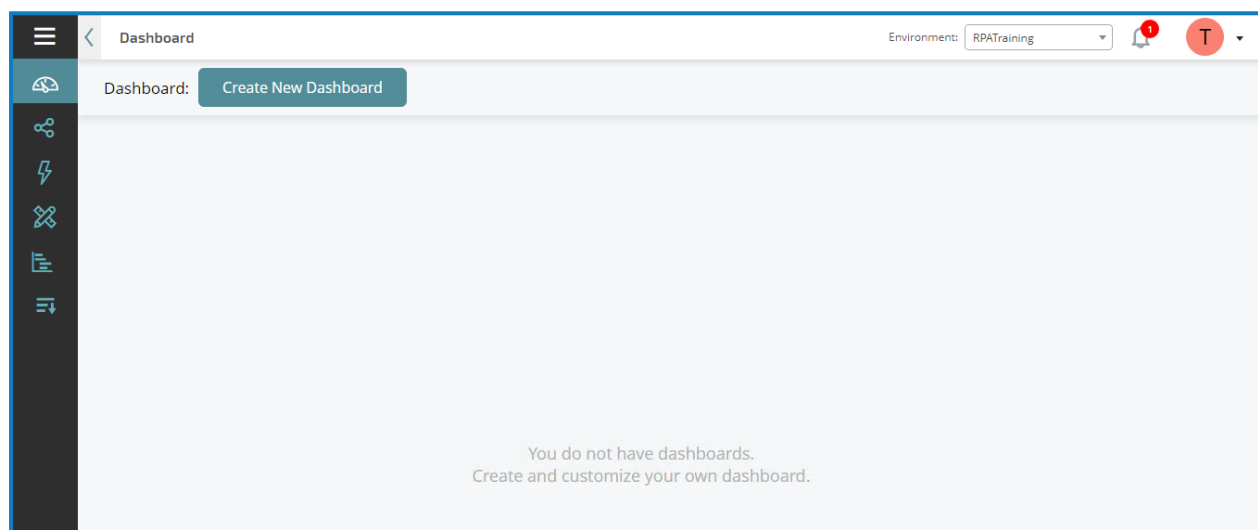 Dashboard
Environment: RPATraining
1
T
Dashboard: Create New Dashboard
You do not have dashboards.
Create and customize your own dashboard.